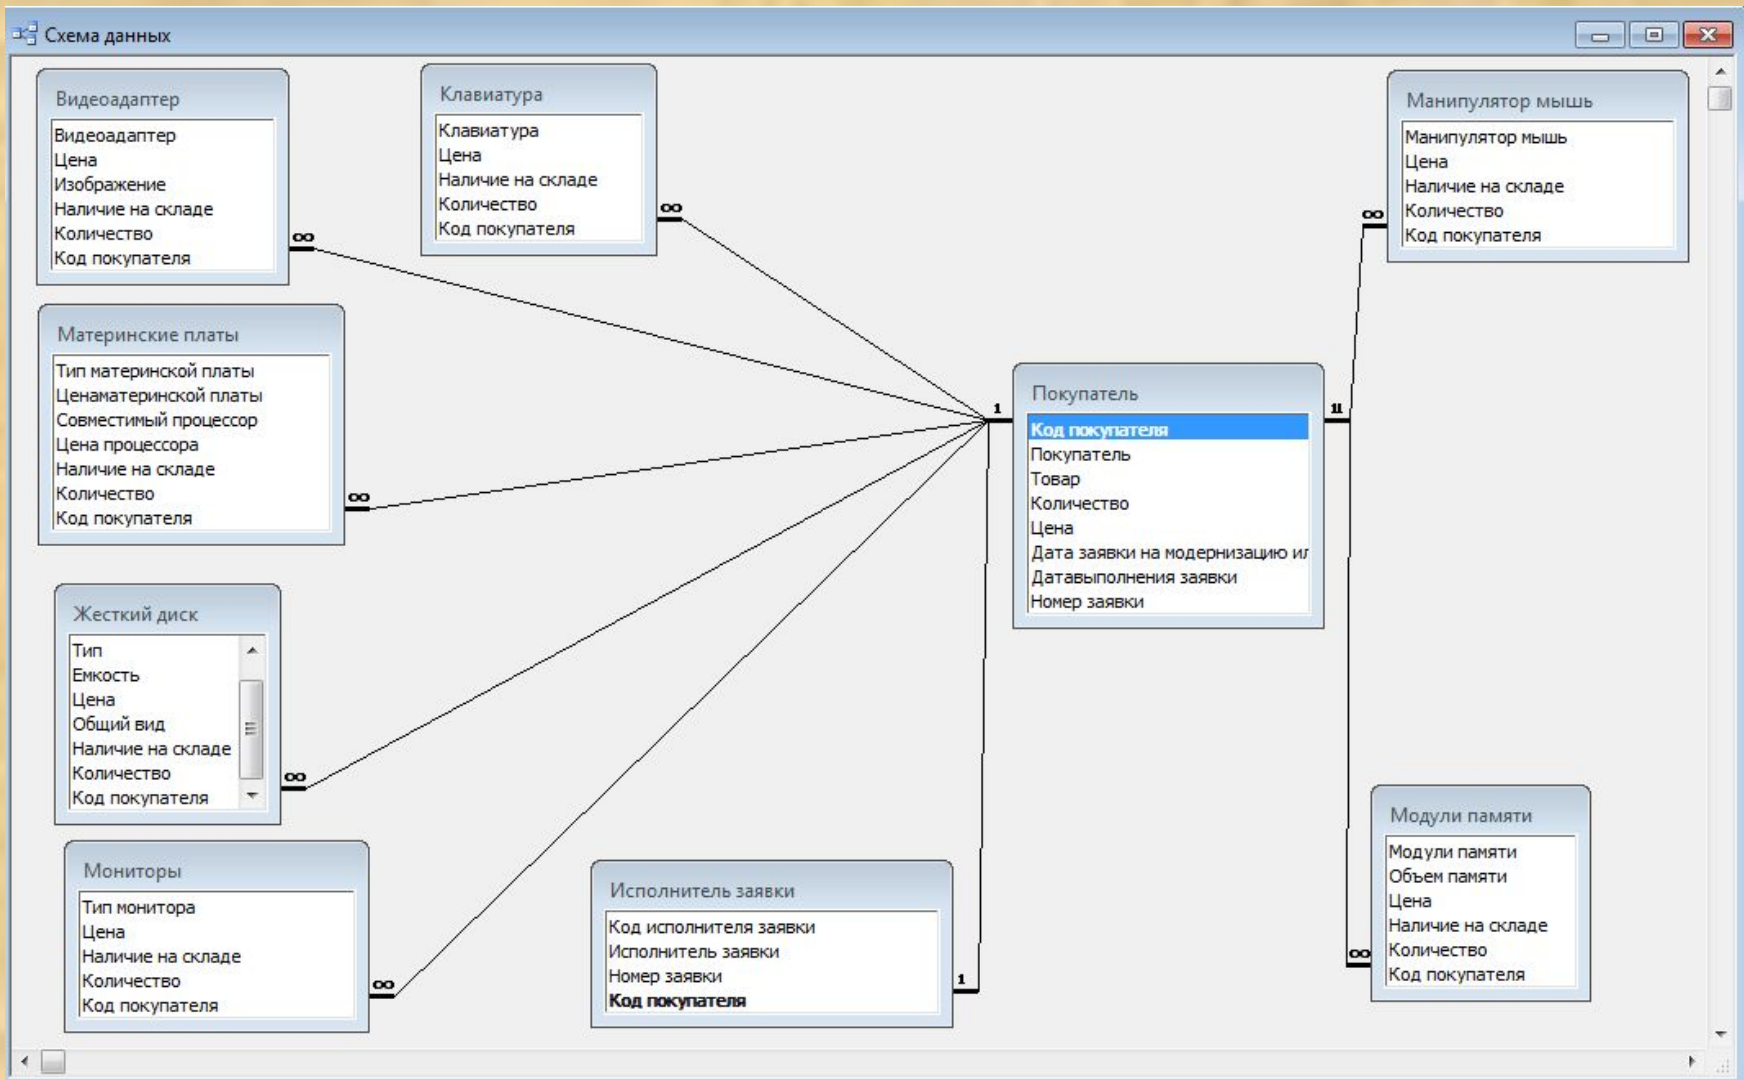 Схема данных
Видеоадаптер
Видеоадаптер
Цена
Изображение
Наличие на складе
Количество
Код покупателя
∞
Клавиатура
Клавиатура
Цена
Наличие на складе
Количество
Код покупателя
∞
Манипулятор мышь
Манипулятор мышь
Цена
Наличие на складе
Количество
Код покупателя
∞
Материнские платы
Тип материнской платы
Ценаматеринской платы
Совместимый процессор
Цена процессора
Наличие на складе
Количество
Код покупателя
∞
1
Покупатель
Код покупателя
Покупатель
Товар
Количество
Цена
Дата заявки на модернизацию ил
Датавыполнения заявки
Номер заявки
11
Жесткий диск
Тип
Емкость
Цена
Общий вид
Наличие на складе
Количество
Код покупателя
∞
Мониторы
Тип монитора
Цена
Наличие на складе
Количество
Код покупателя
∞
Исполнитель заявки
Код исполнителя заявки
Исполнитель заявки
Номер заявки
Код покупателя
1
Модули памяти
Модули памяти
Объем памяти
Цена
Наличие на складе
Количество
Код покупателя
∞